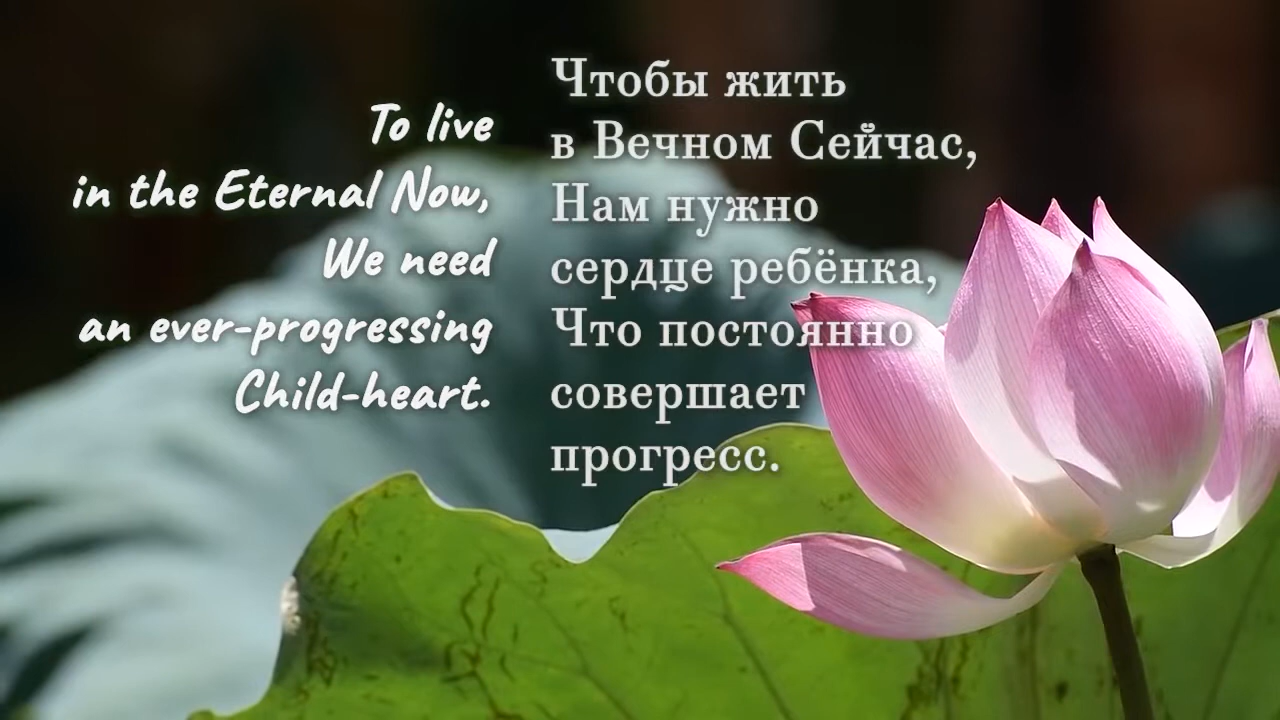 To live
in the Eternal Now,
We need
an ever-progressing
Child-heart.
Чтобы жить
в Вечном Сейчас,
Нам нужно
сердце ребёнка,
Что постоянно
совершает
прогресс.